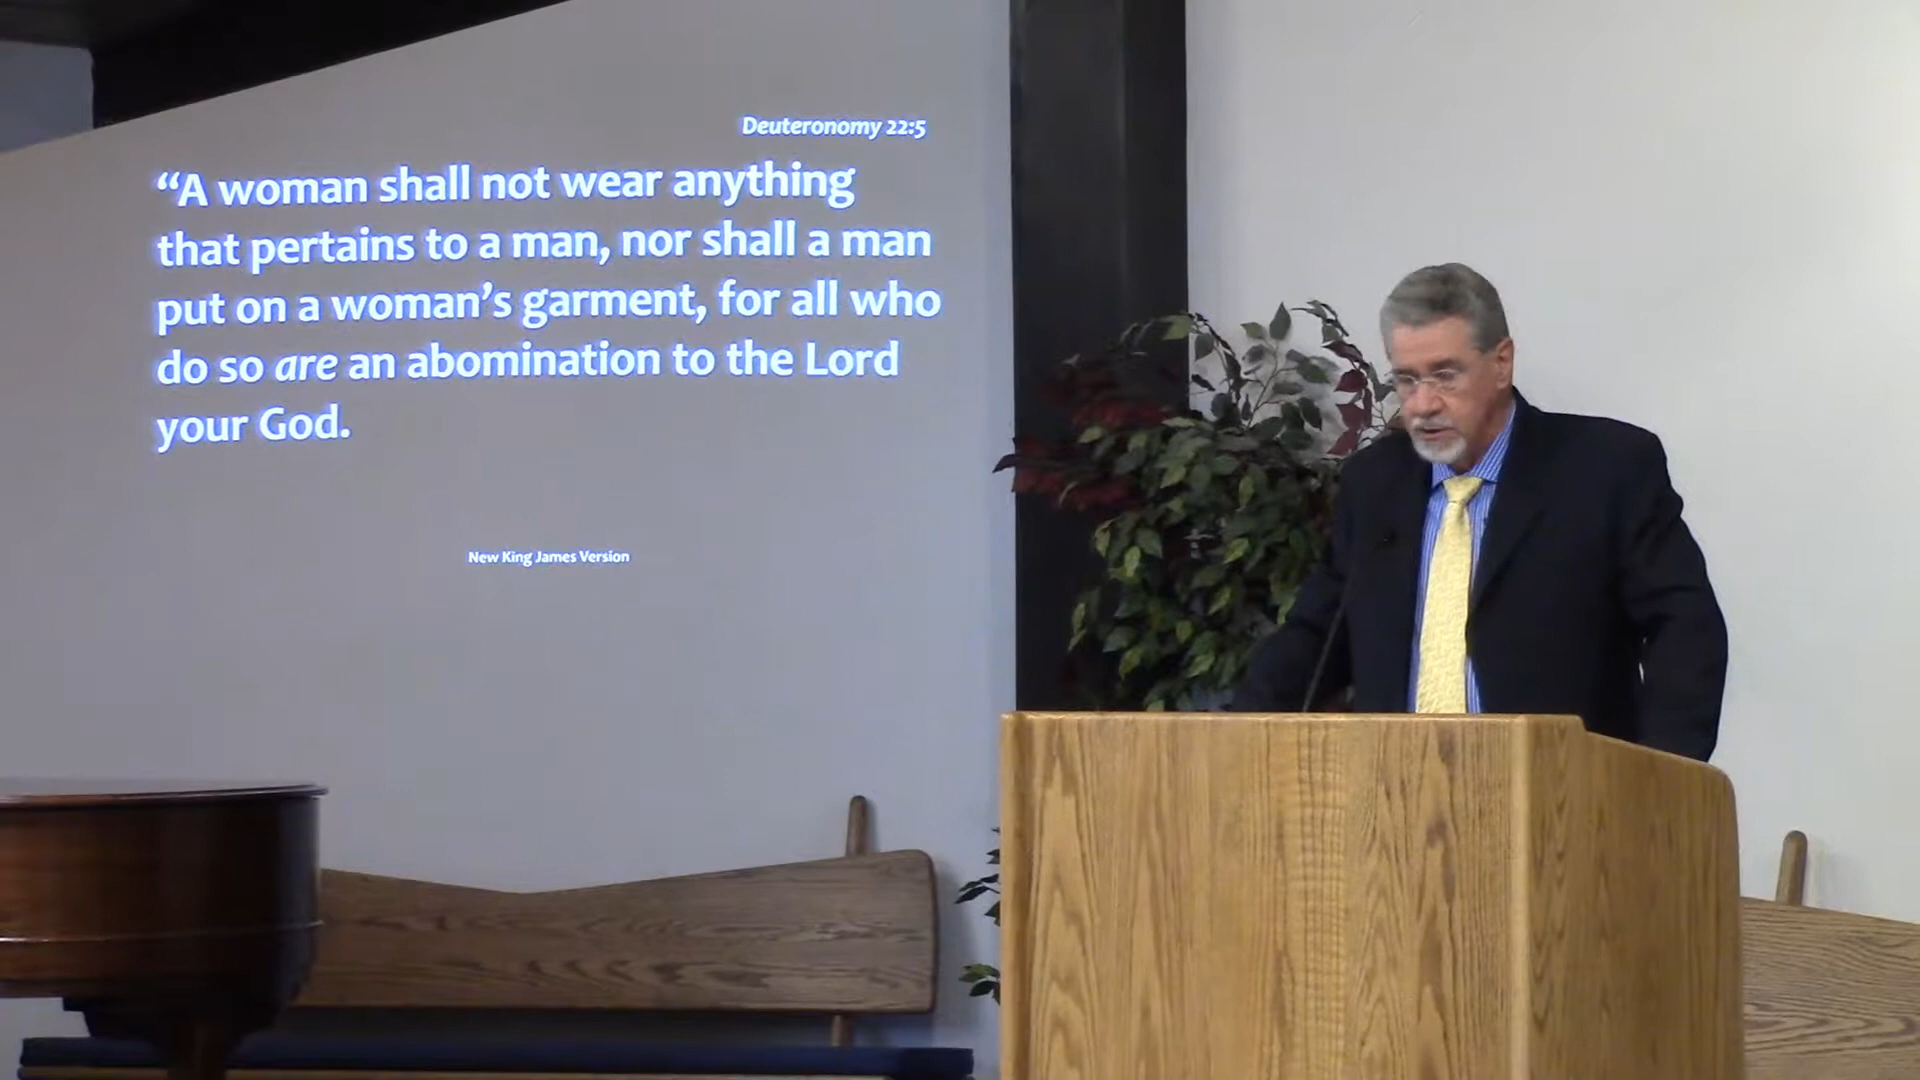 Deuteronomy 22:5
“A woman shall not wear anything
that pertains to a man, nor shall a man
put on a woman’s garment, for all who
do so are an abomination to the Lord
your God.
New King James Version